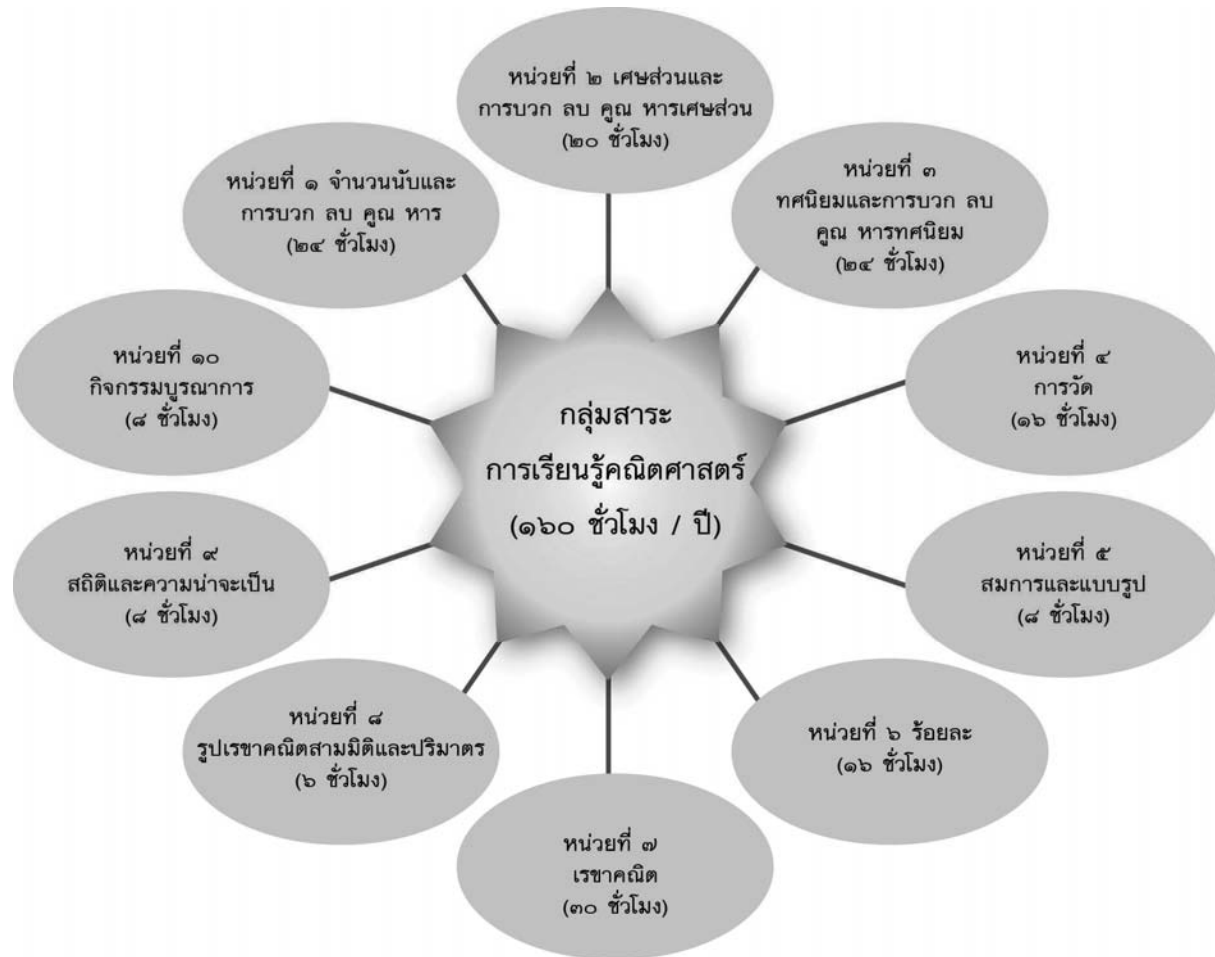 หน่วยที่ ๒ เศษส่วนและ
การบวก ลบ คูณ หารเศษส่วน
(๒๐ ชั่วโมง)
หน่วยที่ ๑ จำนวนนับและ
การบวก ลบ คูณ หาร
(๒๔ ชั่วโมง)
หน่วยที่ ๓
ทศนิยมและการบวก ลบ
คูณ หารทศนิยม
(๒๔ ชั่วโมง)
หน่วยที่ ๑๐
กิจกรรมบูรณาการ
(๘ ชั่วโมง)
หน่วยที่ ๔
การวัด
(๑๖ ชั่วโมง)
กลุ่มสาระ
การเรียนรู้คณิตศาสตร์
(๑๖๐ ชั่วโมง / ปี)
หน่วยที่ ๙
สถิติและความน่าจะเป็น
(๘ ชั่วโมง)
หน่วยที่ ๕
สมการและแบบรูป
(๘ ชั่วโมง)
หน่วยที่ ๘
รูปเรขาคณิตสามมิติและปริมาตร
(๖ ชั่วโมง)
หน่วยที่ ๖ ร้อยละ
(๑๖ ชั่วโมง)
หน่วยที่ ๗
เรขาคณิต
(๓๐ ชั่วโมง)